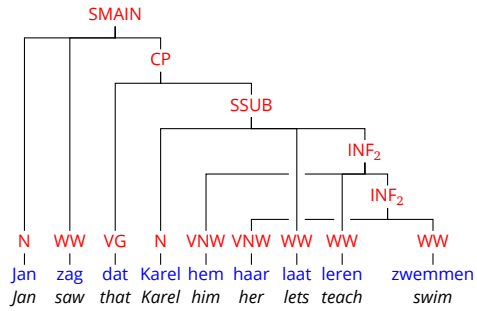 SMAIN
CP
SSUB
INF₂
INF₂
N WW VG N VNW VNW WW WW WW
Jan zag dat Karel hem haar laat leren zwemmen
Jan saw that Karel him her lets teach swim